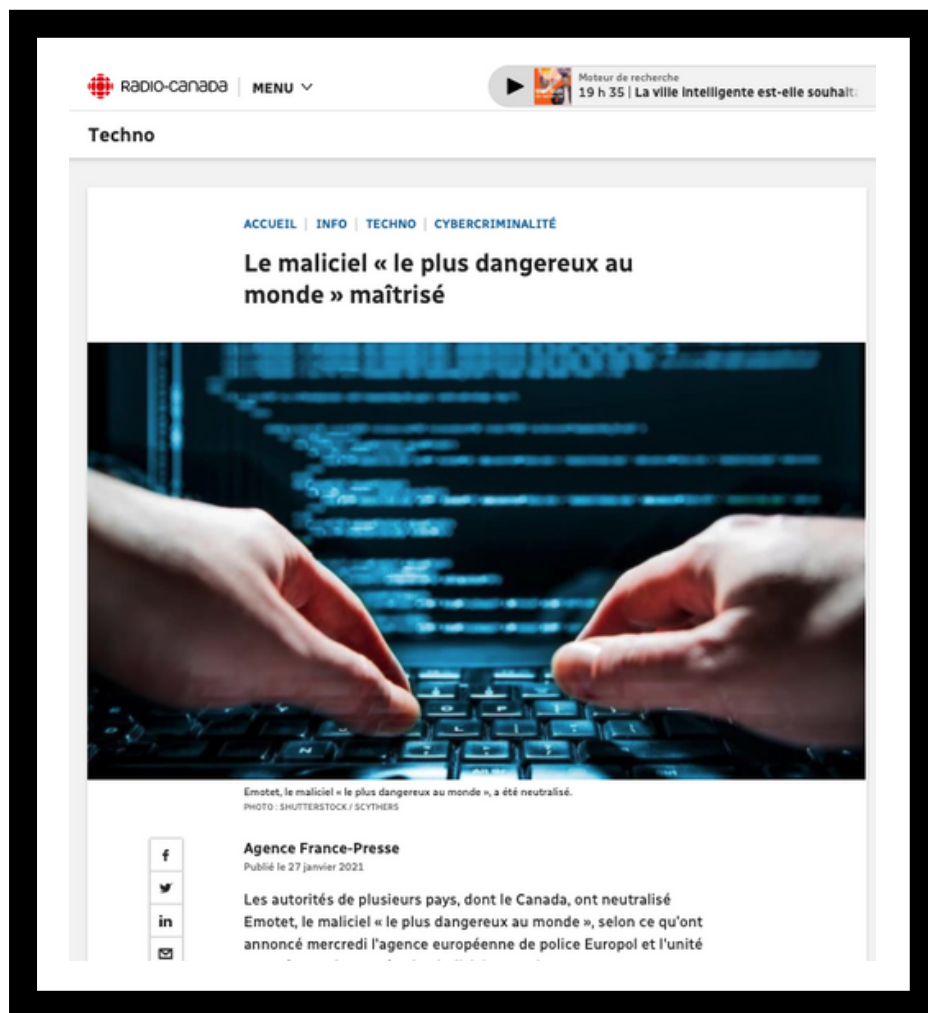 RADIO-CANADA MENU
Moteur de recherche
19 h 35 | La ville intelligente est-elle
Techno
ACCUEIL | INFO | TECHNO | CYBERCRIMINALITÉ
Le maliciel « le plus dangereux au
monde » maîtrisé
Emotet, le maliciel « le plus dangereux au monde », a été neutralisé.
PHOTO : SHUTTERSTOCK / SCYTHERS
Agence France-Presse
Publié le 27 janvier 2021
Les autorités de plusieurs pays, dont le Canada, ont neutralisé
Emotet, le maliciel « le plus dangereux au monde », selon ce qu'ont
annoncé mercredi l'agence européenne de police Europol et l'unité